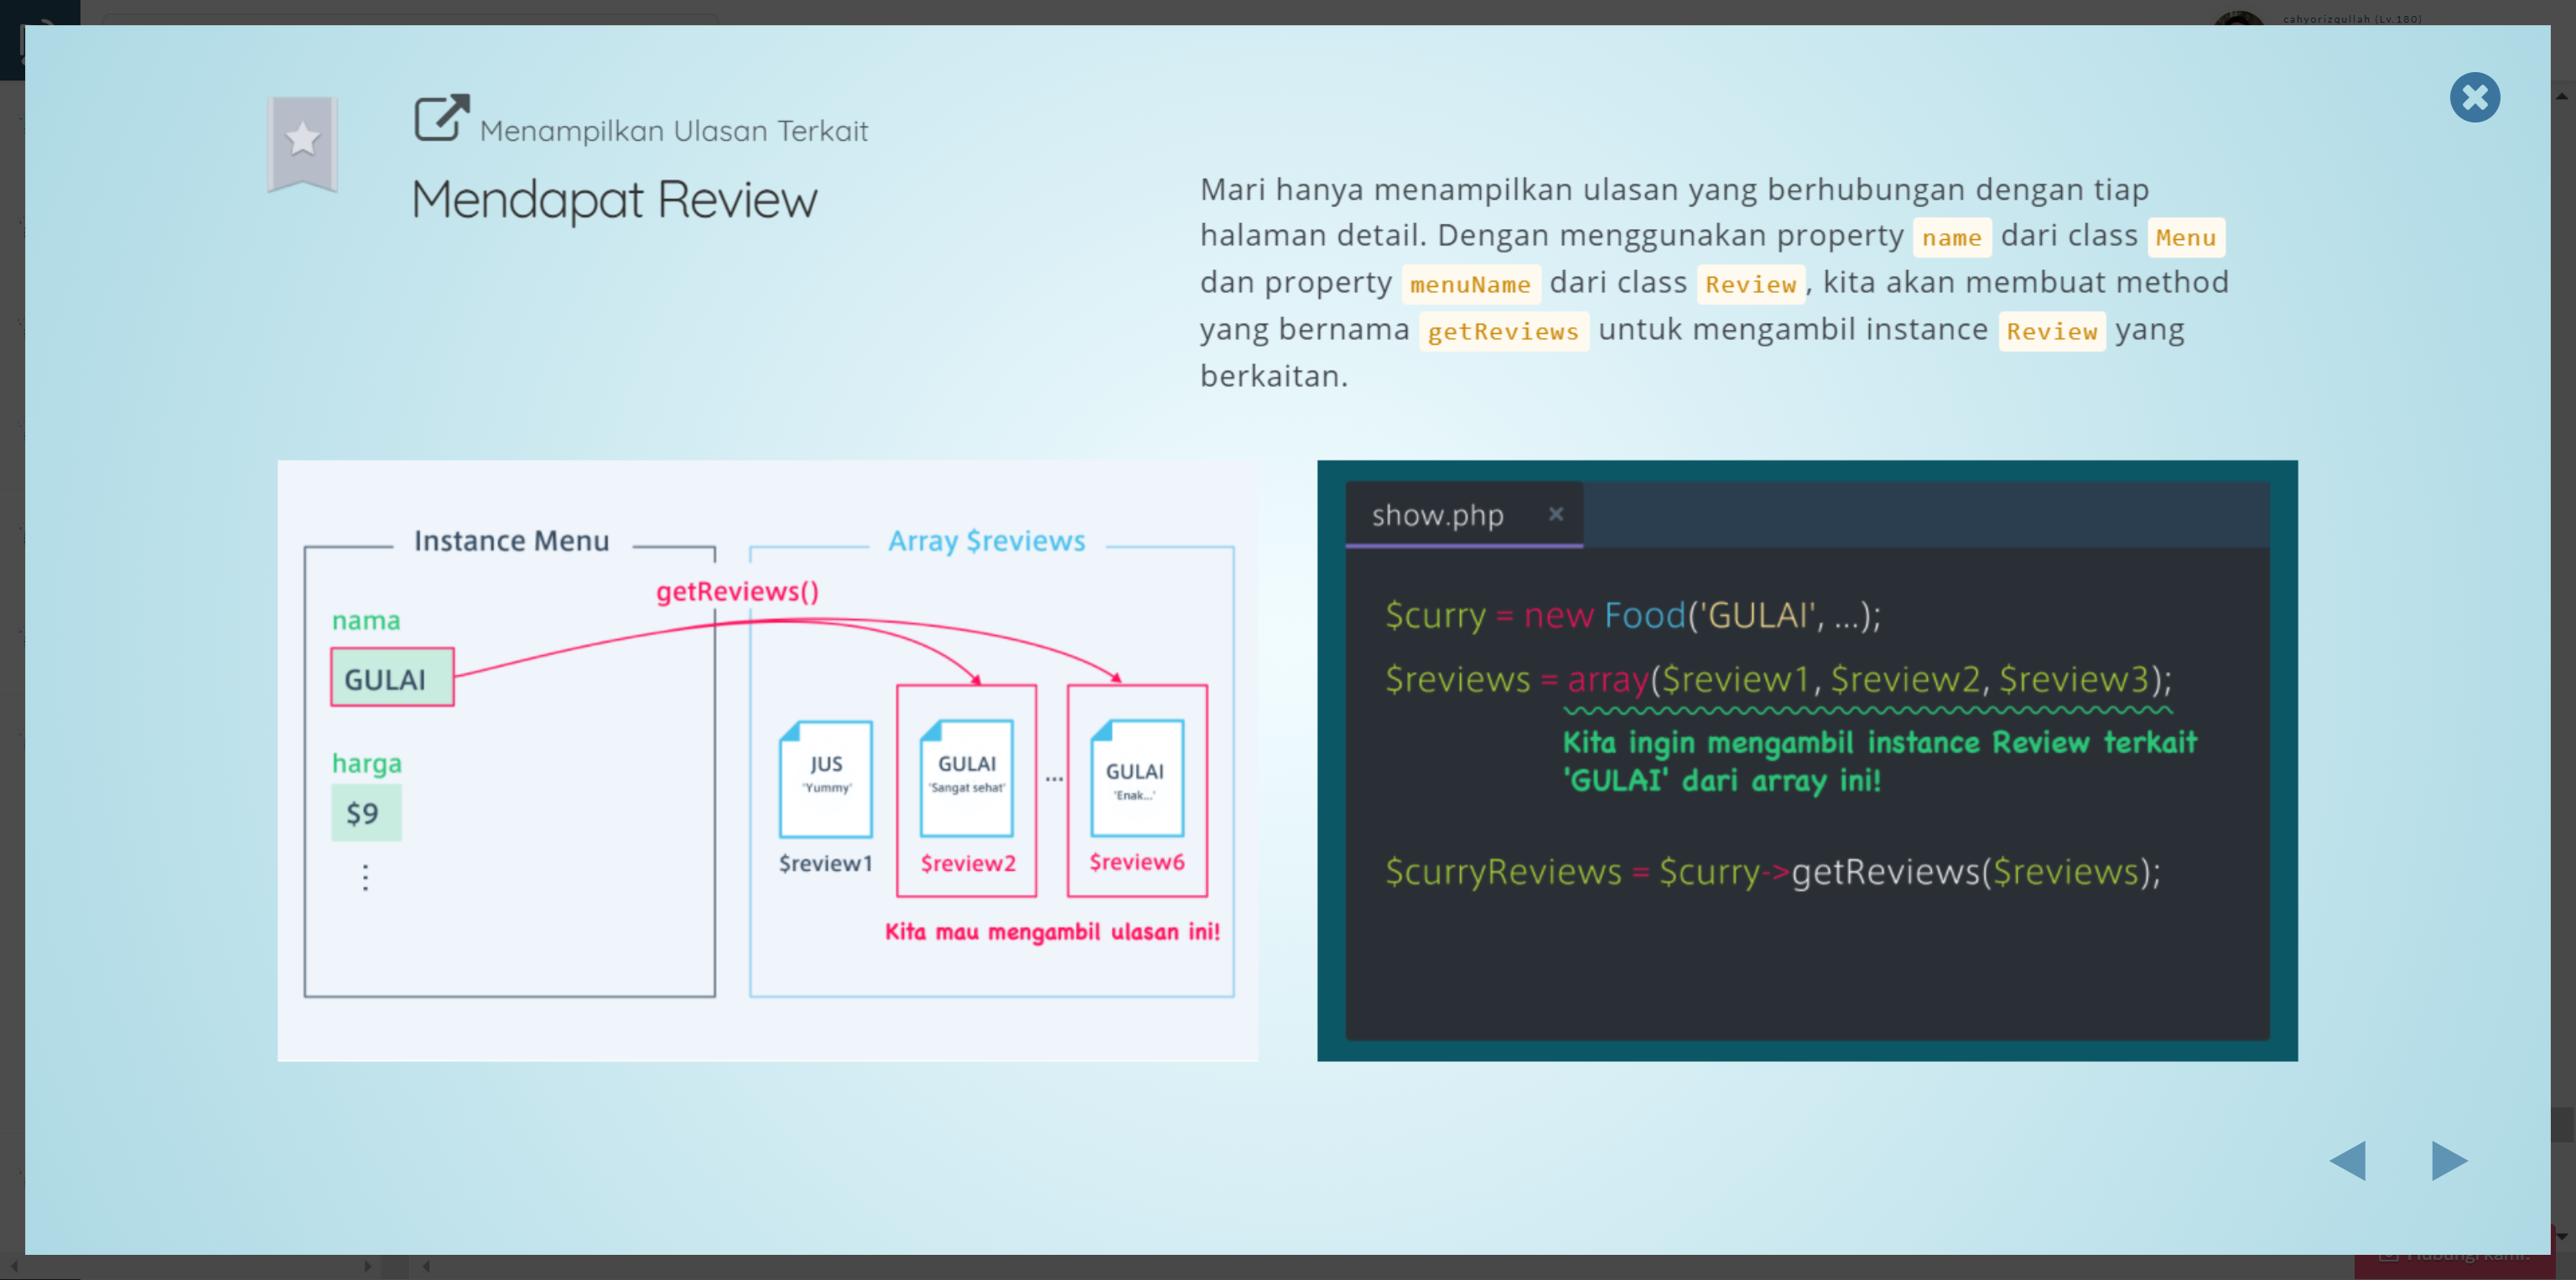 cahyorizqullah (Lv.180)
Menampilkan Ulasan Terkait
Mendapat Review
Mari hanya menampilkan ulasan yang berhubungan dengan tiap
halaman detail. Dengan menggunakan property name dari class Menu
dan property menuName dari class Review, kita akan membuat method
yang bernama getReviews untuk mengambil instance Review yang
berkaitan.
Instance Menu
Array $reviews
getReviews()
nama
GULAI
harga
$9
⋮
JUS
'Yummy'
$review1
GULAI
'Sangat sehat'
$review2
...
GULAI
'Enak...'
$review6
Kita mau mengambil ulasan ini!
show.php ×
$curry = new Food('GULAI', ...);
$reviews = array($review1, $review2, $review3);
Kita ingin mengambil instance Review terkait
'GULAI' dari array ini!
$curryReviews = $curry->getReviews($reviews);